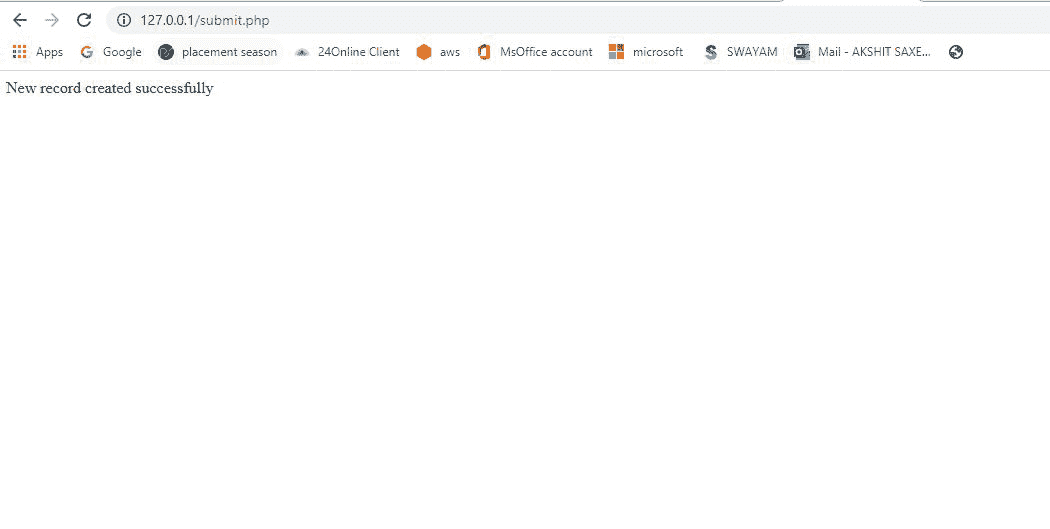 127.0.0.1/submit.php
Apps Google placement season 24Online Client aws MsOffice account microsoft SWAYAM Mail - AKSHIT SAXE...
New record created successfully